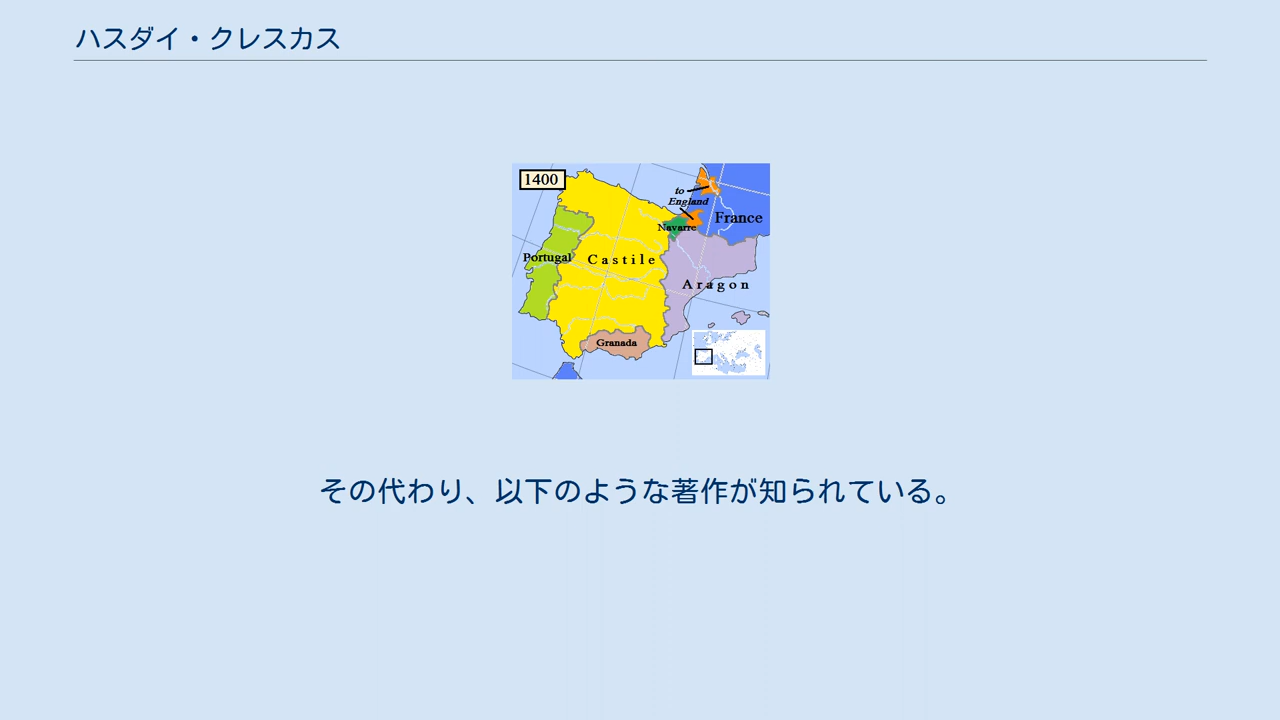 ハスダイ・クレスカス
1400
to
England
France
Navarre
Portugal
Castile
Aragon
Granada
その代わり、以下のような著作が知られている。